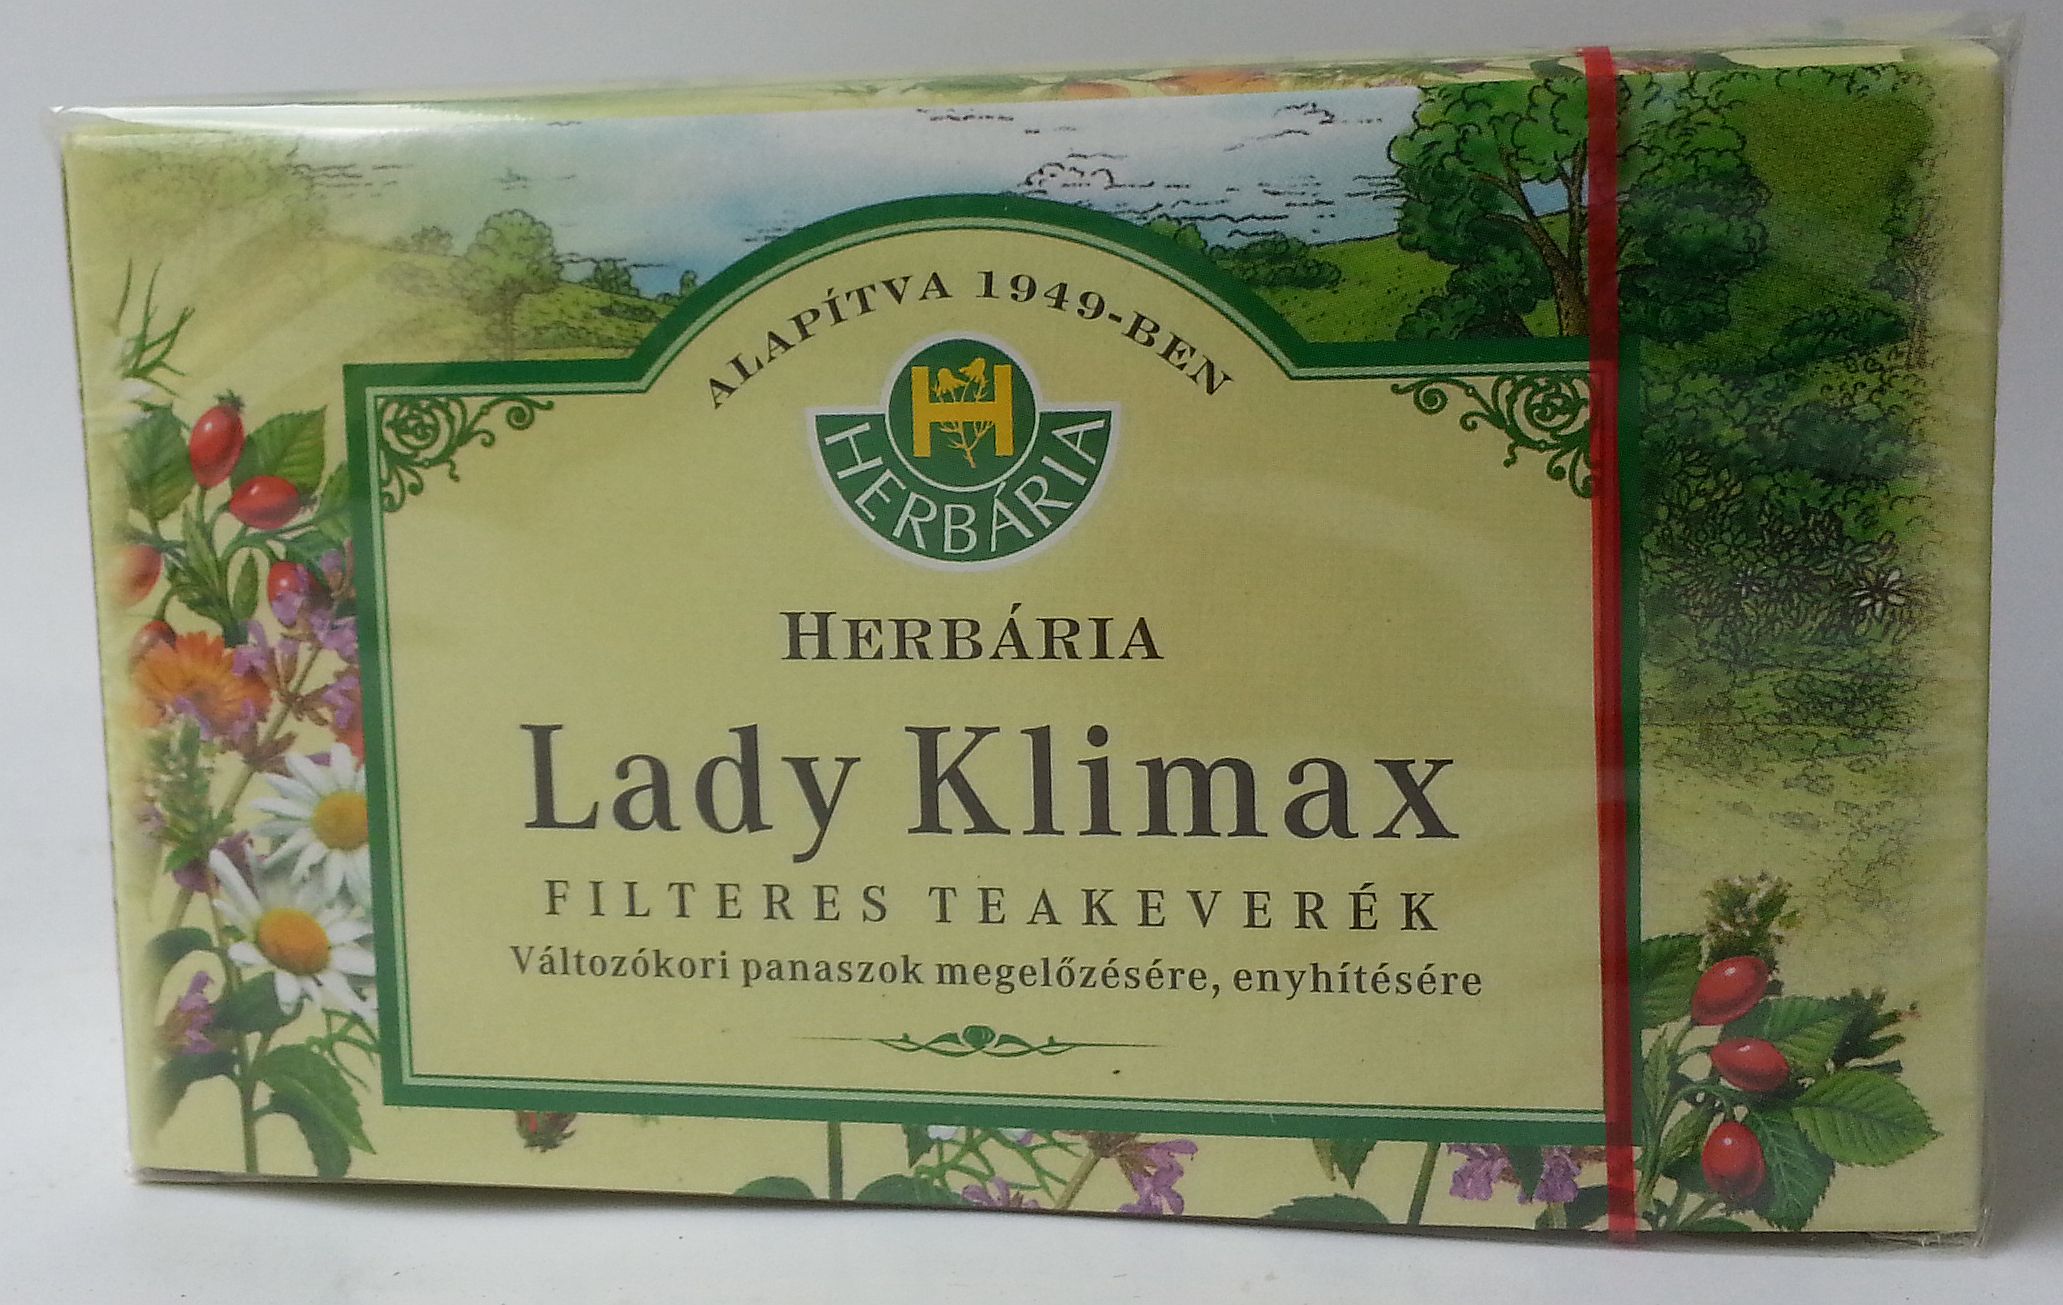 ALAPÍTVA 1949-BEN
H
HERBÁRIA
HERBÁRIA
Lady Klimax
FILTERES TEAKEVERÉK
Változókori panaszok megelőzésére, enyhítésére